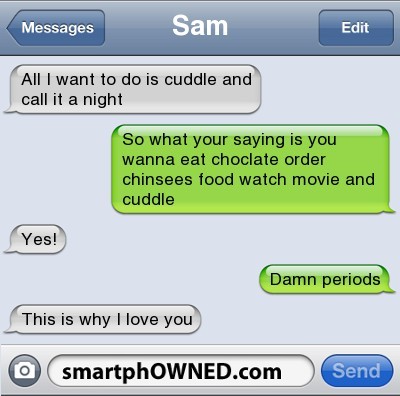 Messages Sam Edit
All I want to do is cuddle and
call it a night
So what your saying is you
wanna eat choclate order
chinsees food watch movie and
cuddle
Yes!
Damn periods
This is why I love you
smartphOWNED.com Send